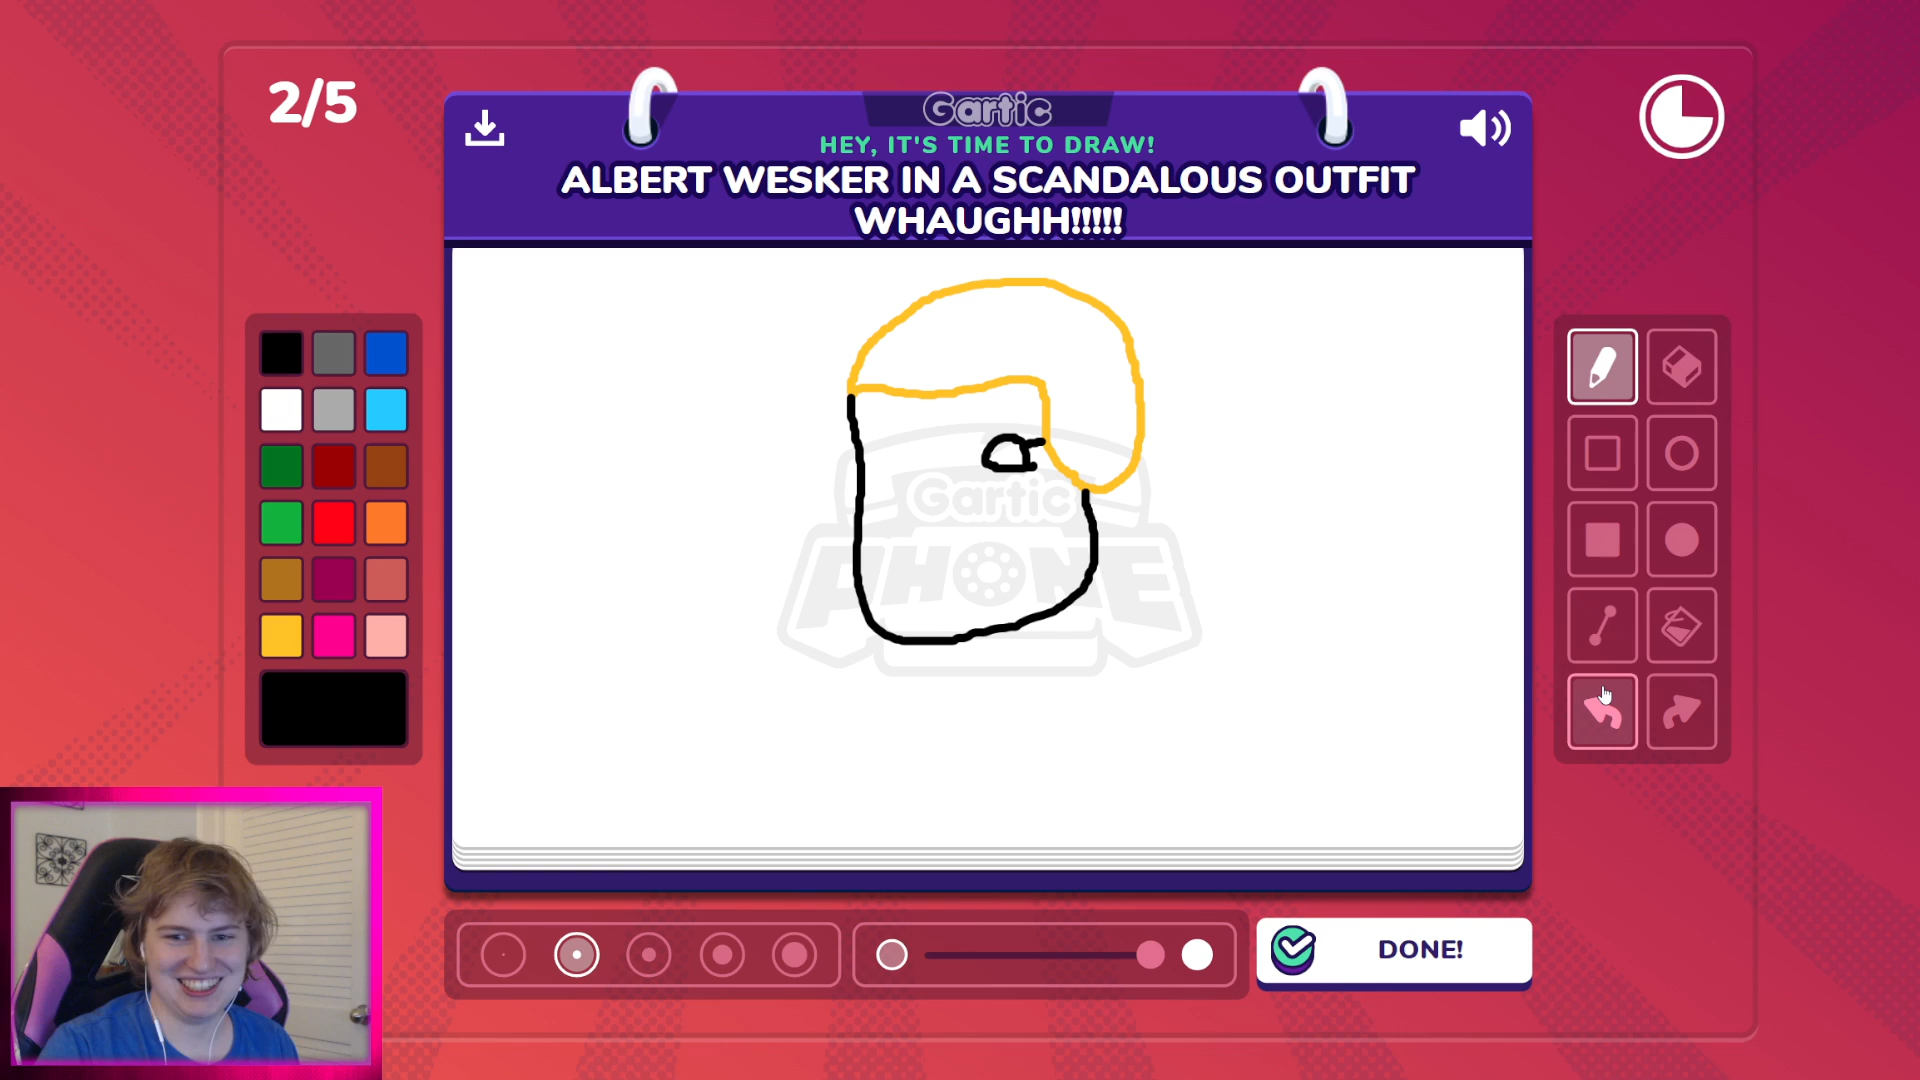 2/5
Gartic
HEY, IT'S TIME TO DRAW!
ALBERT WESKER IN A SCANDALOUS OUTFIT
WHAUGHH!!!!!
Gartic
PHONE
DONE!